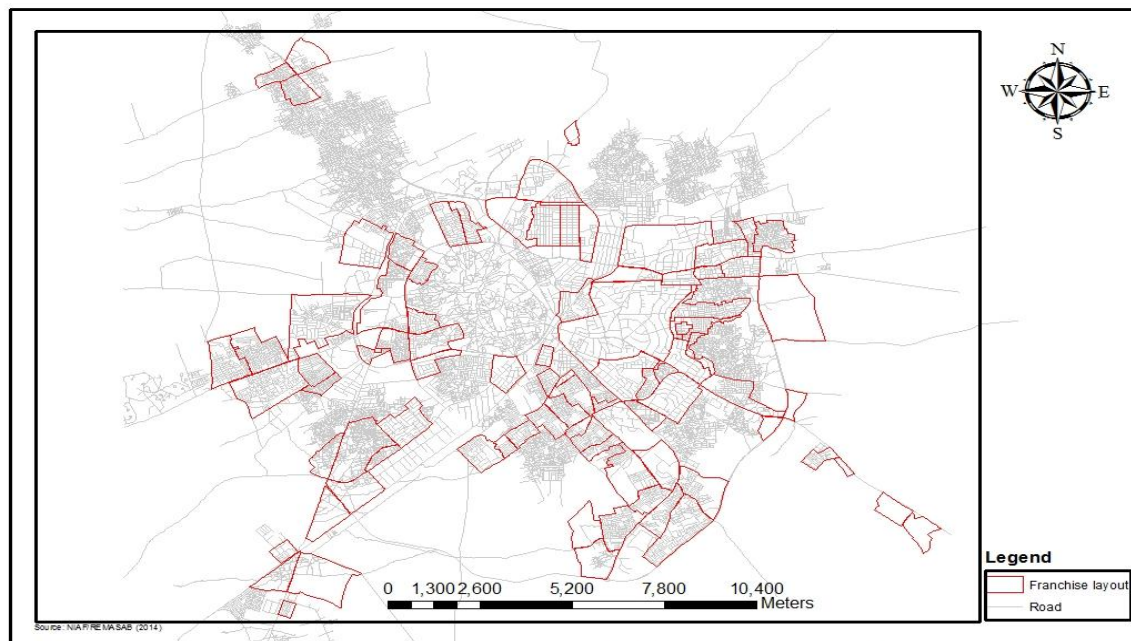 N
W E
S
0 1,300 2,600 5,200 7,800 10,400
Meters
Legend
Franchise layout
Road
Source: NIAF/REMASAB (2014)